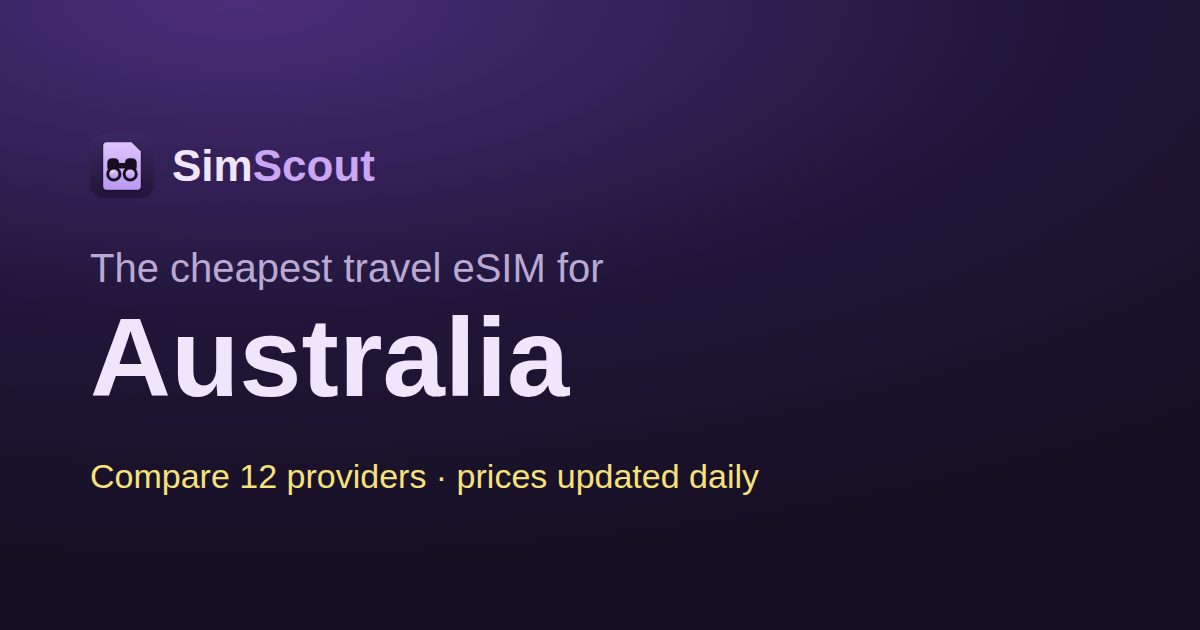 SimScout
The cheapest travel eSIM for
Australia
Compare 12 providers · prices updated daily